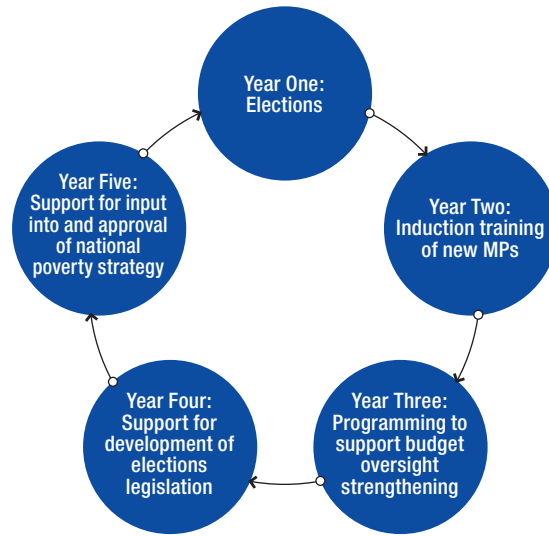 Year One:
Elections
Year Two:
Induction training
of new MPs
Year Three:
Programming to
support budget
oversight
strengthening
Year Four:
Support for
development of
elections
legislation
Year Five:
Support for input
into and approval
of national
poverty strategy